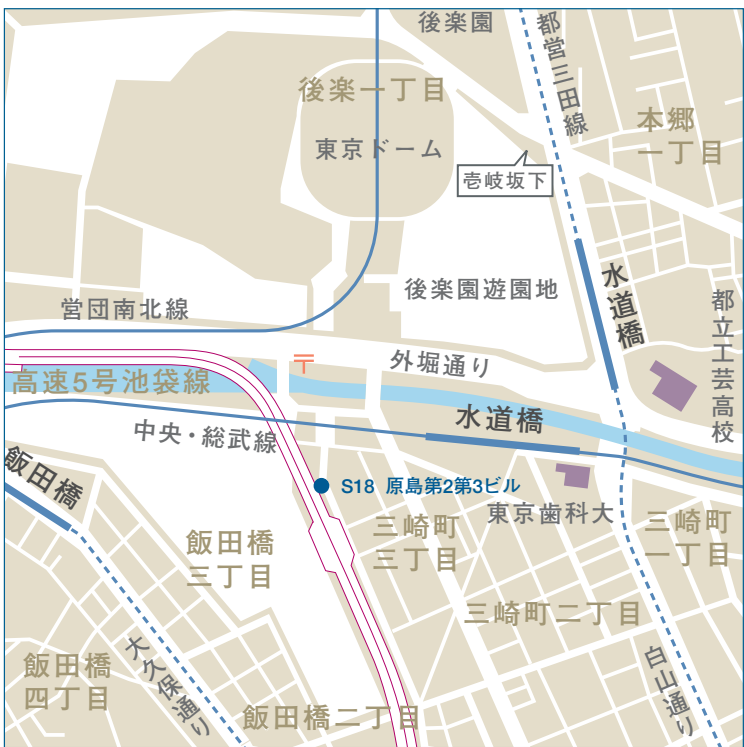 後楽園
都営三田線
後楽一丁目
本郷
一丁目
東京ドーム
壱岐坂下
水道橋
後楽園遊園地
都立工芸高校
営団南北線
外堀通り
〒
高速5号池袋線
水道橋
中央・総武線
飯田橋
S18 原島第2第3ビル
東京歯科大
三崎町
三丁目
三崎町
一丁目
飯田橋
三丁目
三崎町二丁目
大久保通り
白山通り
飯田橋
四丁目
飯田橋二丁目